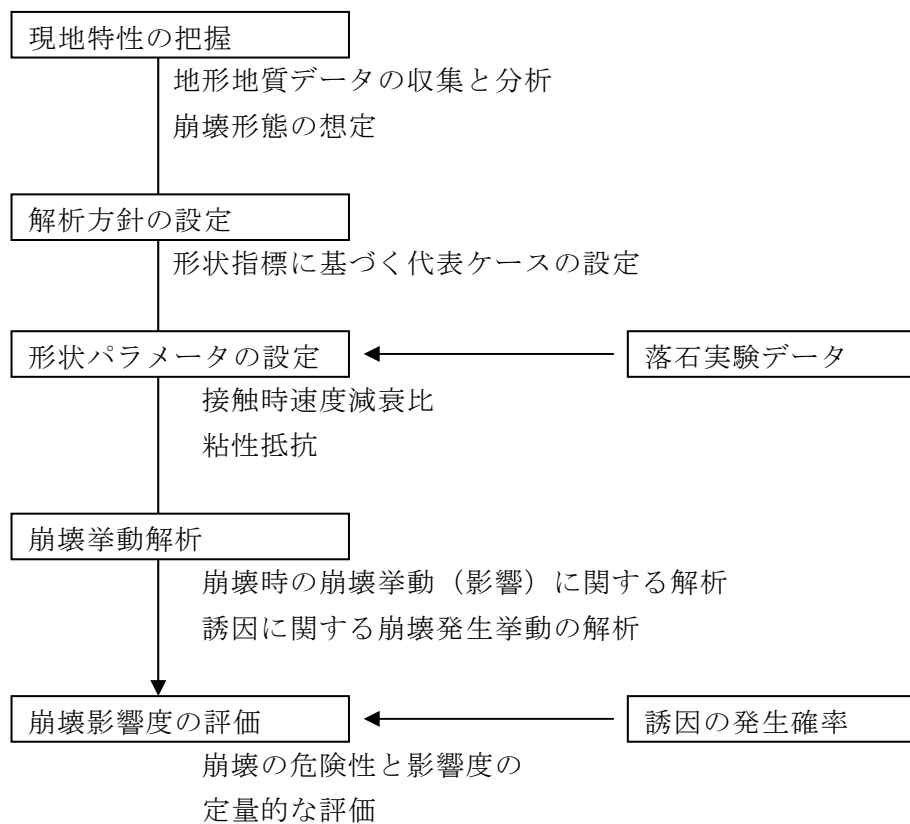 現地特性の把握
地形地質データの収集と分析
崩壊形態の想定
解析方針の設定
形状指標に基づく代表ケースの設定
形状パラメータの設定
落石実験データ
接触時速度減衰比
粘性抵抗
崩壊挙動解析
崩壊時の崩壊挙動（影響）に関する解析
誘因に関する崩壊発生挙動の解析
崩壊影響度の評価
誘因の発生確率
崩壊の危険性と影響度の
定量的な評価